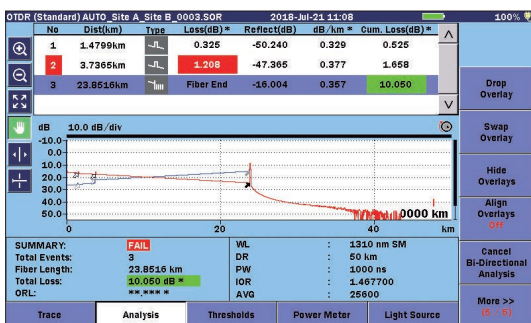 OTDR (Standard) AUTO_Site A_Site B_0003.SOR 2018-Jul-21 11:08 100%
No Dist(km) Type Loss(dB)* Reflect(dB) dB/km* Cum. Loss(dB)*
1 1.4799km 0.325 -50.240 0.329 0.525
2 3.7365km 1.208 -47.365 0.377 1.658
3 23.8516km Fiber End -16.004 0.357 10.050
Drop Overlay
Swap Overlay
Hide Overlays
Align Overlays
Off
Cancel Bi-Directional Analysis
More >>
dB 10.0 dB/div
-10.0
0.0
10.0
20.0
30.0
40.0
50.0
0000 km
0 20 40 km
SUMMARY: FAIL WL : 1310 nm SM
Total Events: 3 DR : 50 km
Fiber Length: 23.8516 km PW : 1000 ns
Total Loss: 10.050 dB * IOR : 1.467700
ORL: **.*** * AVG : 25600
Trace Analysis Thresholds Power Meter Light Source